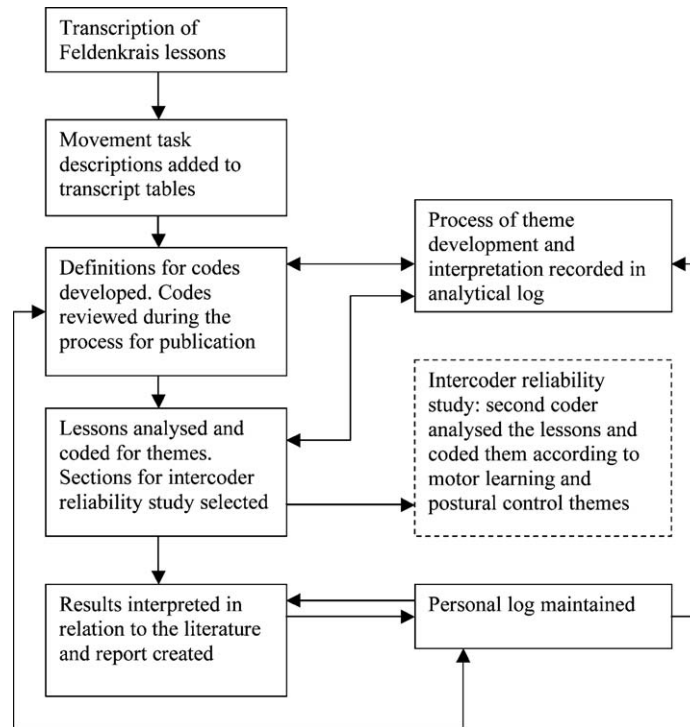 Transcription of
Feldenkrais lessons
Movement task
descriptions added to
transcript tables
Definitions for codes
developed. Codes
reviewed during the
process for publication
Process of theme
development and
interpretation recorded in
analytical log
Lessons analysed and
coded for themes.
Sections for intercoder
reliability study selected
Intercoder reliability
study: second coder
analysed the lessons and
coded them according to
motor learning and
postural control themes
Results interpreted in
relation to the literature
and report created
Personal log maintained